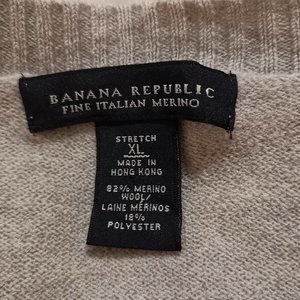 BANANA REPUBLIC
FINE ITALIAN MERINO
STRETCH
XL
MADE IN
HONG KONG
82% MERINO
WOOL/
LAINE MERINOS
18%
POLYESTER